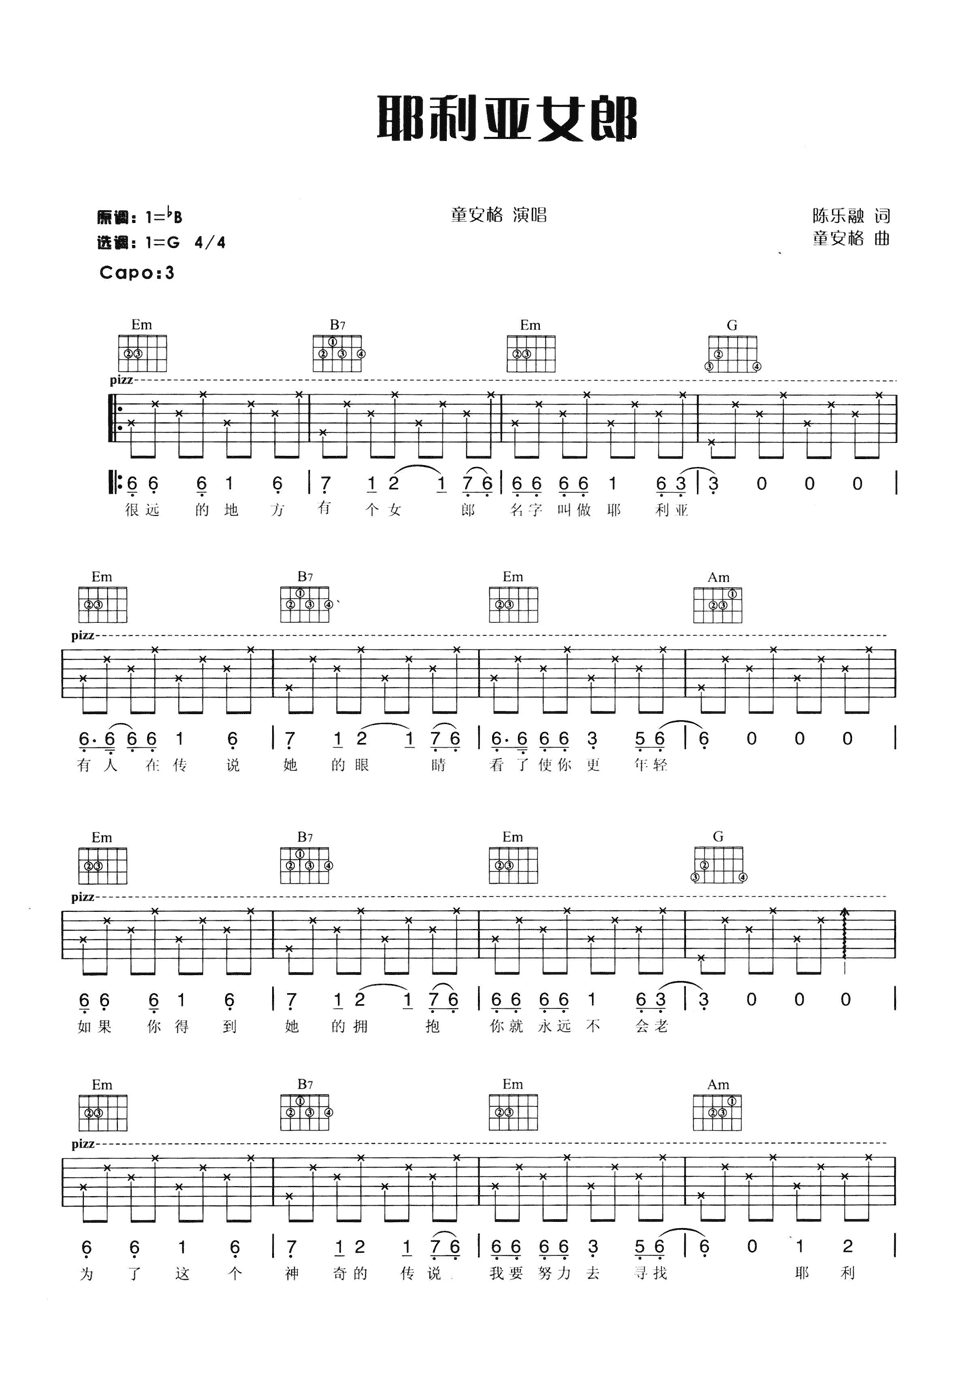 耶利亚女郎
原调：1=♭B 童安格 演唱 陈乐融 词
选调：1=G 4/4 童安格 曲
Capo:3
Em B7 Em G
pizz
6 6 6 1 6 | 7 1 2 1 7 6 | 6 6 6 6 1 6 3 | 3 0 0 0 |
很远 的地 方 有 个女 郎 名字 叫做 耶 利亚
Em B7 Em Am
pizz
6· 6 6 6 1 6 | 7 1 2 1 7 6 | 6· 6 6 6 3 5 6 | 6 0 0 0 |
有 人 在传 说 她 的眼 睛 看了使你更 年轻
Em B7 Em G
pizz
6 6 6 1 6 | 7 1 2 1 7 6 | 6 6 6 6 1 6 3 | 3 0 0 0 |
如果 你得 到 她 的拥 抱 你就 永远不 会老
Em B7 Em Am
pizz
6 6 1 6 | 7 1 2 1 7 6 | 6 6 6 6 3 5 6 | 6 0 1 2 |
为 了 这 个 神 奇的 传说 我要 努力 去 寻找 耶 利